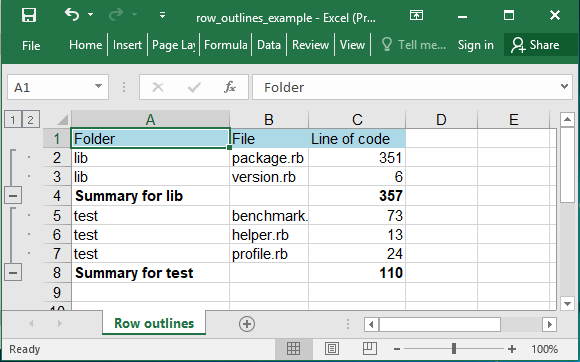 row_outlines_example - Excel (Pr...
File Home Insert Page Lay Formula Data Review View Tell me... Sign in Share
A1 fx Folder
1 2 A B C D E
1 Folder File Line of code
2 lib package.rb 351
3 lib version.rb 6
4 Summary for lib 357
5 test benchmark. 73
6 test helper.rb 13
7 test profile.rb 24
8 Summary for test 110
9
10
Row outlines
Ready 100%